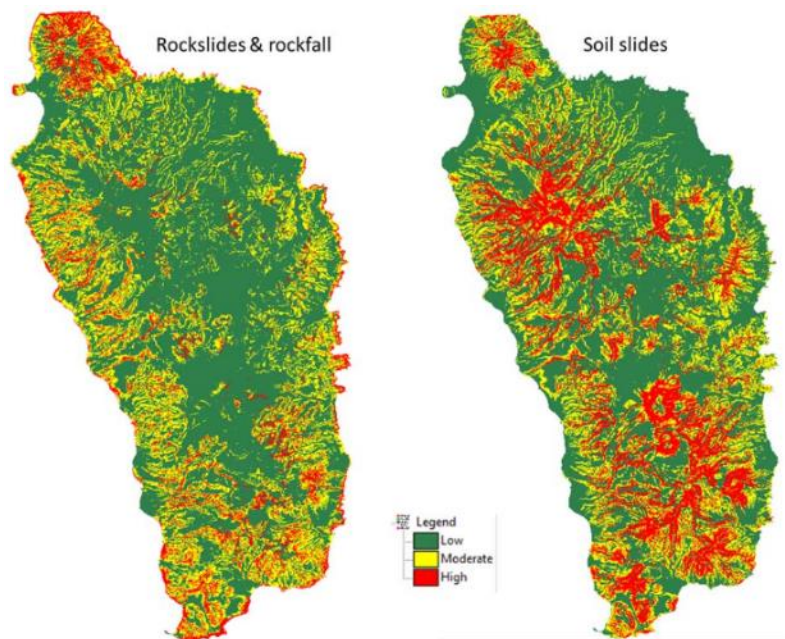 Rockslides & rockfall
Soil slides
Legend
Low
Moderate
High